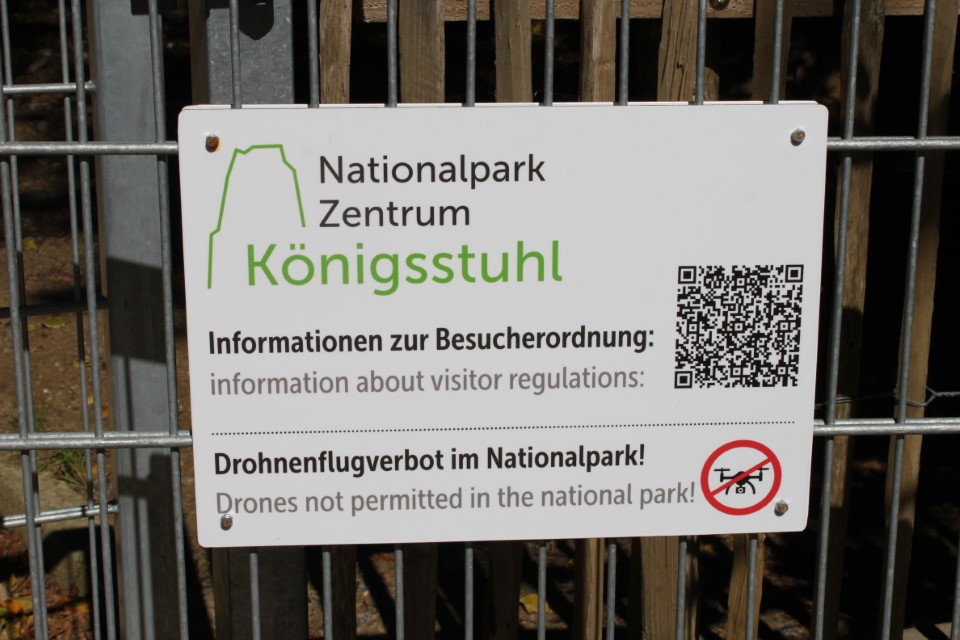 Nationalpark
Zentrum
Königsstuhl
Informationen zur Besucherordnung:
information about visitor regulations:
Drohnenflugverbot im Nationalpark!
Drones not permitted in the national park!